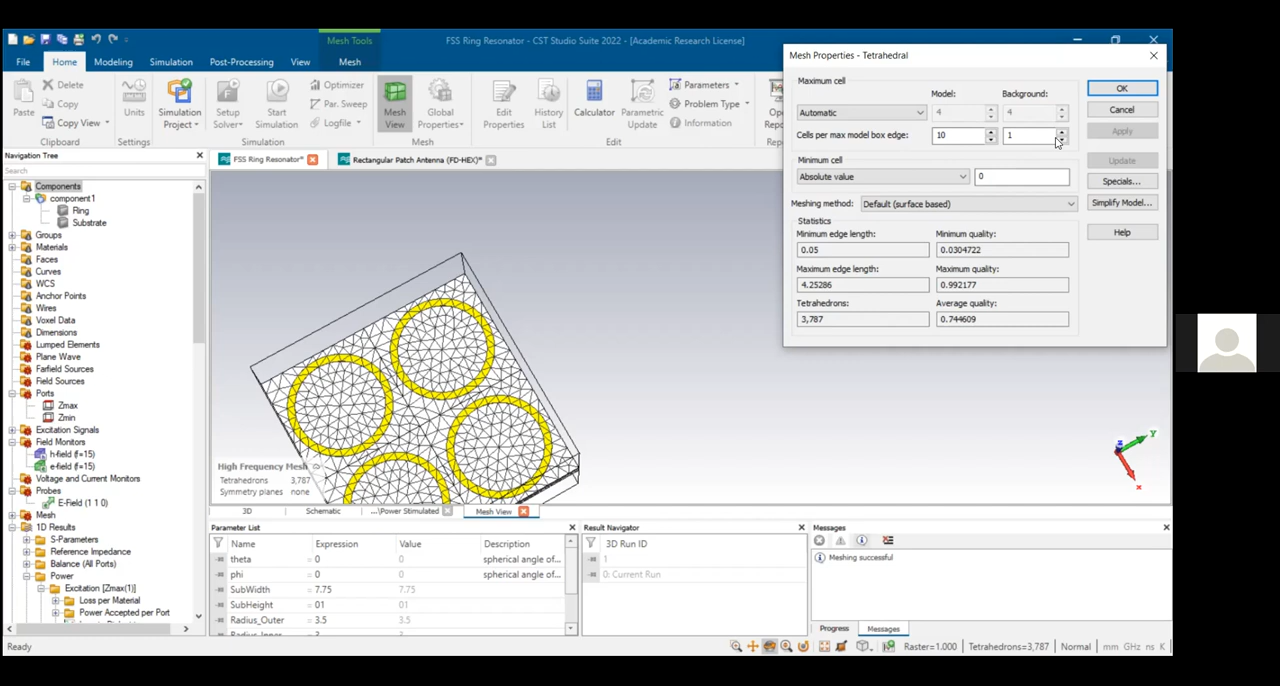 Mesh Tools
FSS Ring Resonator - CST Studio Suite 2022 - [Academic Research License]
File Home Modeling Simulation Post-Processing View Mesh
Paste
Delete
Copy
Copy View
Clipboard
Units
Settings
Simulation Project
Setup Solver
Start Simulation
Optimizer
Par. Sweep
Logfile
Simulation
Mesh View
Global Properties
Mesh
Edit Properties
History List
Calculator
Parametric Update
Parameters
Problem Type
Information
Edit
Navigation Tree
Search
Components
component1
Ring
Substrate
Groups
Materials
Faces
Curves
WCS
Anchor Points
Wires
Voxel Data
Dimensions
Lumped Elements
Plane Wave
Farfield Sources
Field Sources
Ports
Zmax
Zmin
Excitation Signals
Field Monitors
h-field (f=15)
e-field (f=15)
Voltage and Current Monitors
Probes
E-Field (1 1 0)
Mesh
1D Results
S-Parameters
Reference Impedance
Balance (All Ports)
Power
Excitation [Zmax(1)]
Loss per Material
Power Accepted per Port
FSS Ring Resonator*
Rectangular Patch Antenna (FD-HEX)*
High Frequency Mesh
Tetrahedrons 3,787
Symmetry planes none
Y
x
3D Schematic ...\Power Stimulated Mesh View
Mesh Properties - Tetrahedral
Maximum cell
Model: Background:
Automatic 4 4
Cells per max model box edge: 10 1
Minimum cell
Absolute value 0
Meshing method: Default (surface based)
Statistics
Minimum edge length: Minimum quality:
0.05 0.0304722
Maximum edge length: Maximum quality:
4.25286 0.992177
Tetrahedrons: Average quality:
3,787 0.744609
OK
Cancel
Apply
Update
Specials...
Simplify Model...
Help
Parameter List
Name Expression Value Description
theta = 0 0 spherical angle of...
phi = 0 0 spherical angle of...
SubWidth = 7.75 7.75
SubHeight = 01 01
Radius_Outer = 3.5 3.5
Result Navigator
3D Run ID
1
0: Current Run
Messages
Meshing successful
Progress Messages
Ready
Raster=1.000 Tetrahedrons=3,787 Normal mm GHz ns K